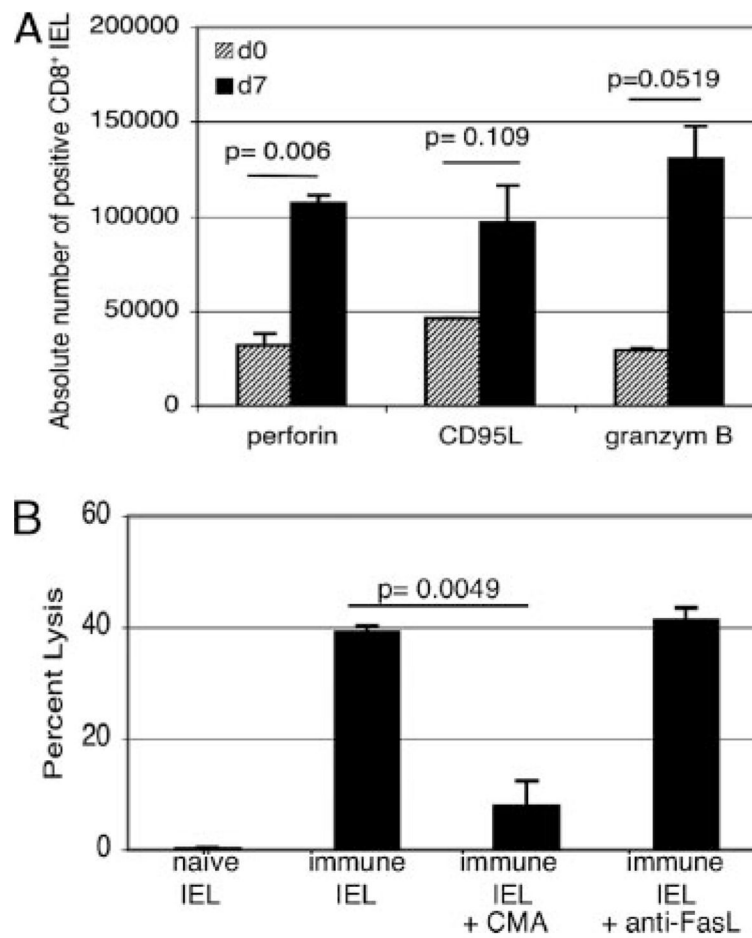 A
Absolute number of positive CD8⁺ IEL
200000
150000
100000
50000
0
d0
d7
p= 0.006
p= 0.109
p=0.0519
perforin
CD95L
granzym B
B
Percent Lysis
60
40
20
0
p= 0.0049
naïve
IEL
immune
IEL
immune
IEL
+ CMA
immune
IEL
+ anti-FasL